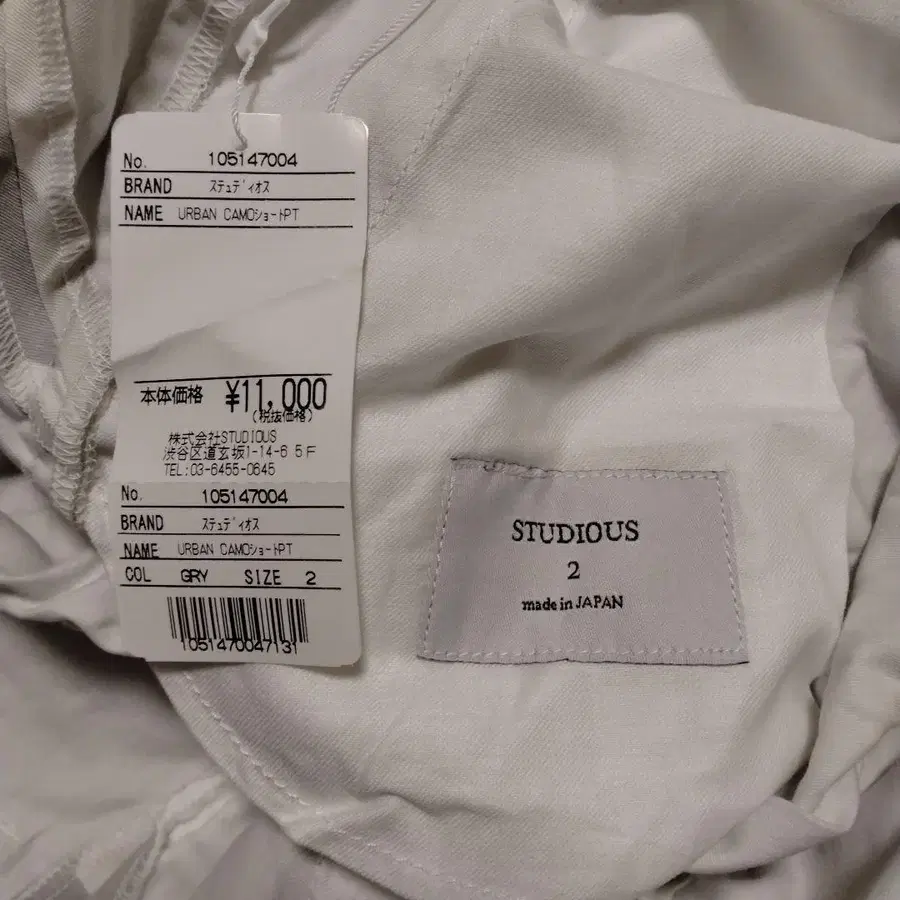 No. 105147004
BRAND ステュディオス
NAME URBAN CAMOショートPT
本体価格 ¥11,000
(税抜価格)
株式会社STUDIOUS
渋谷区道玄坂1-14-6 5F
TEL:03-6455-0645
No. 105147004
BRAND ステュディオス
NAME URBAN CAMOショートPT
COL GRY SIZE 2
1051470047131
STUDIOUS
2
made in JAPAN